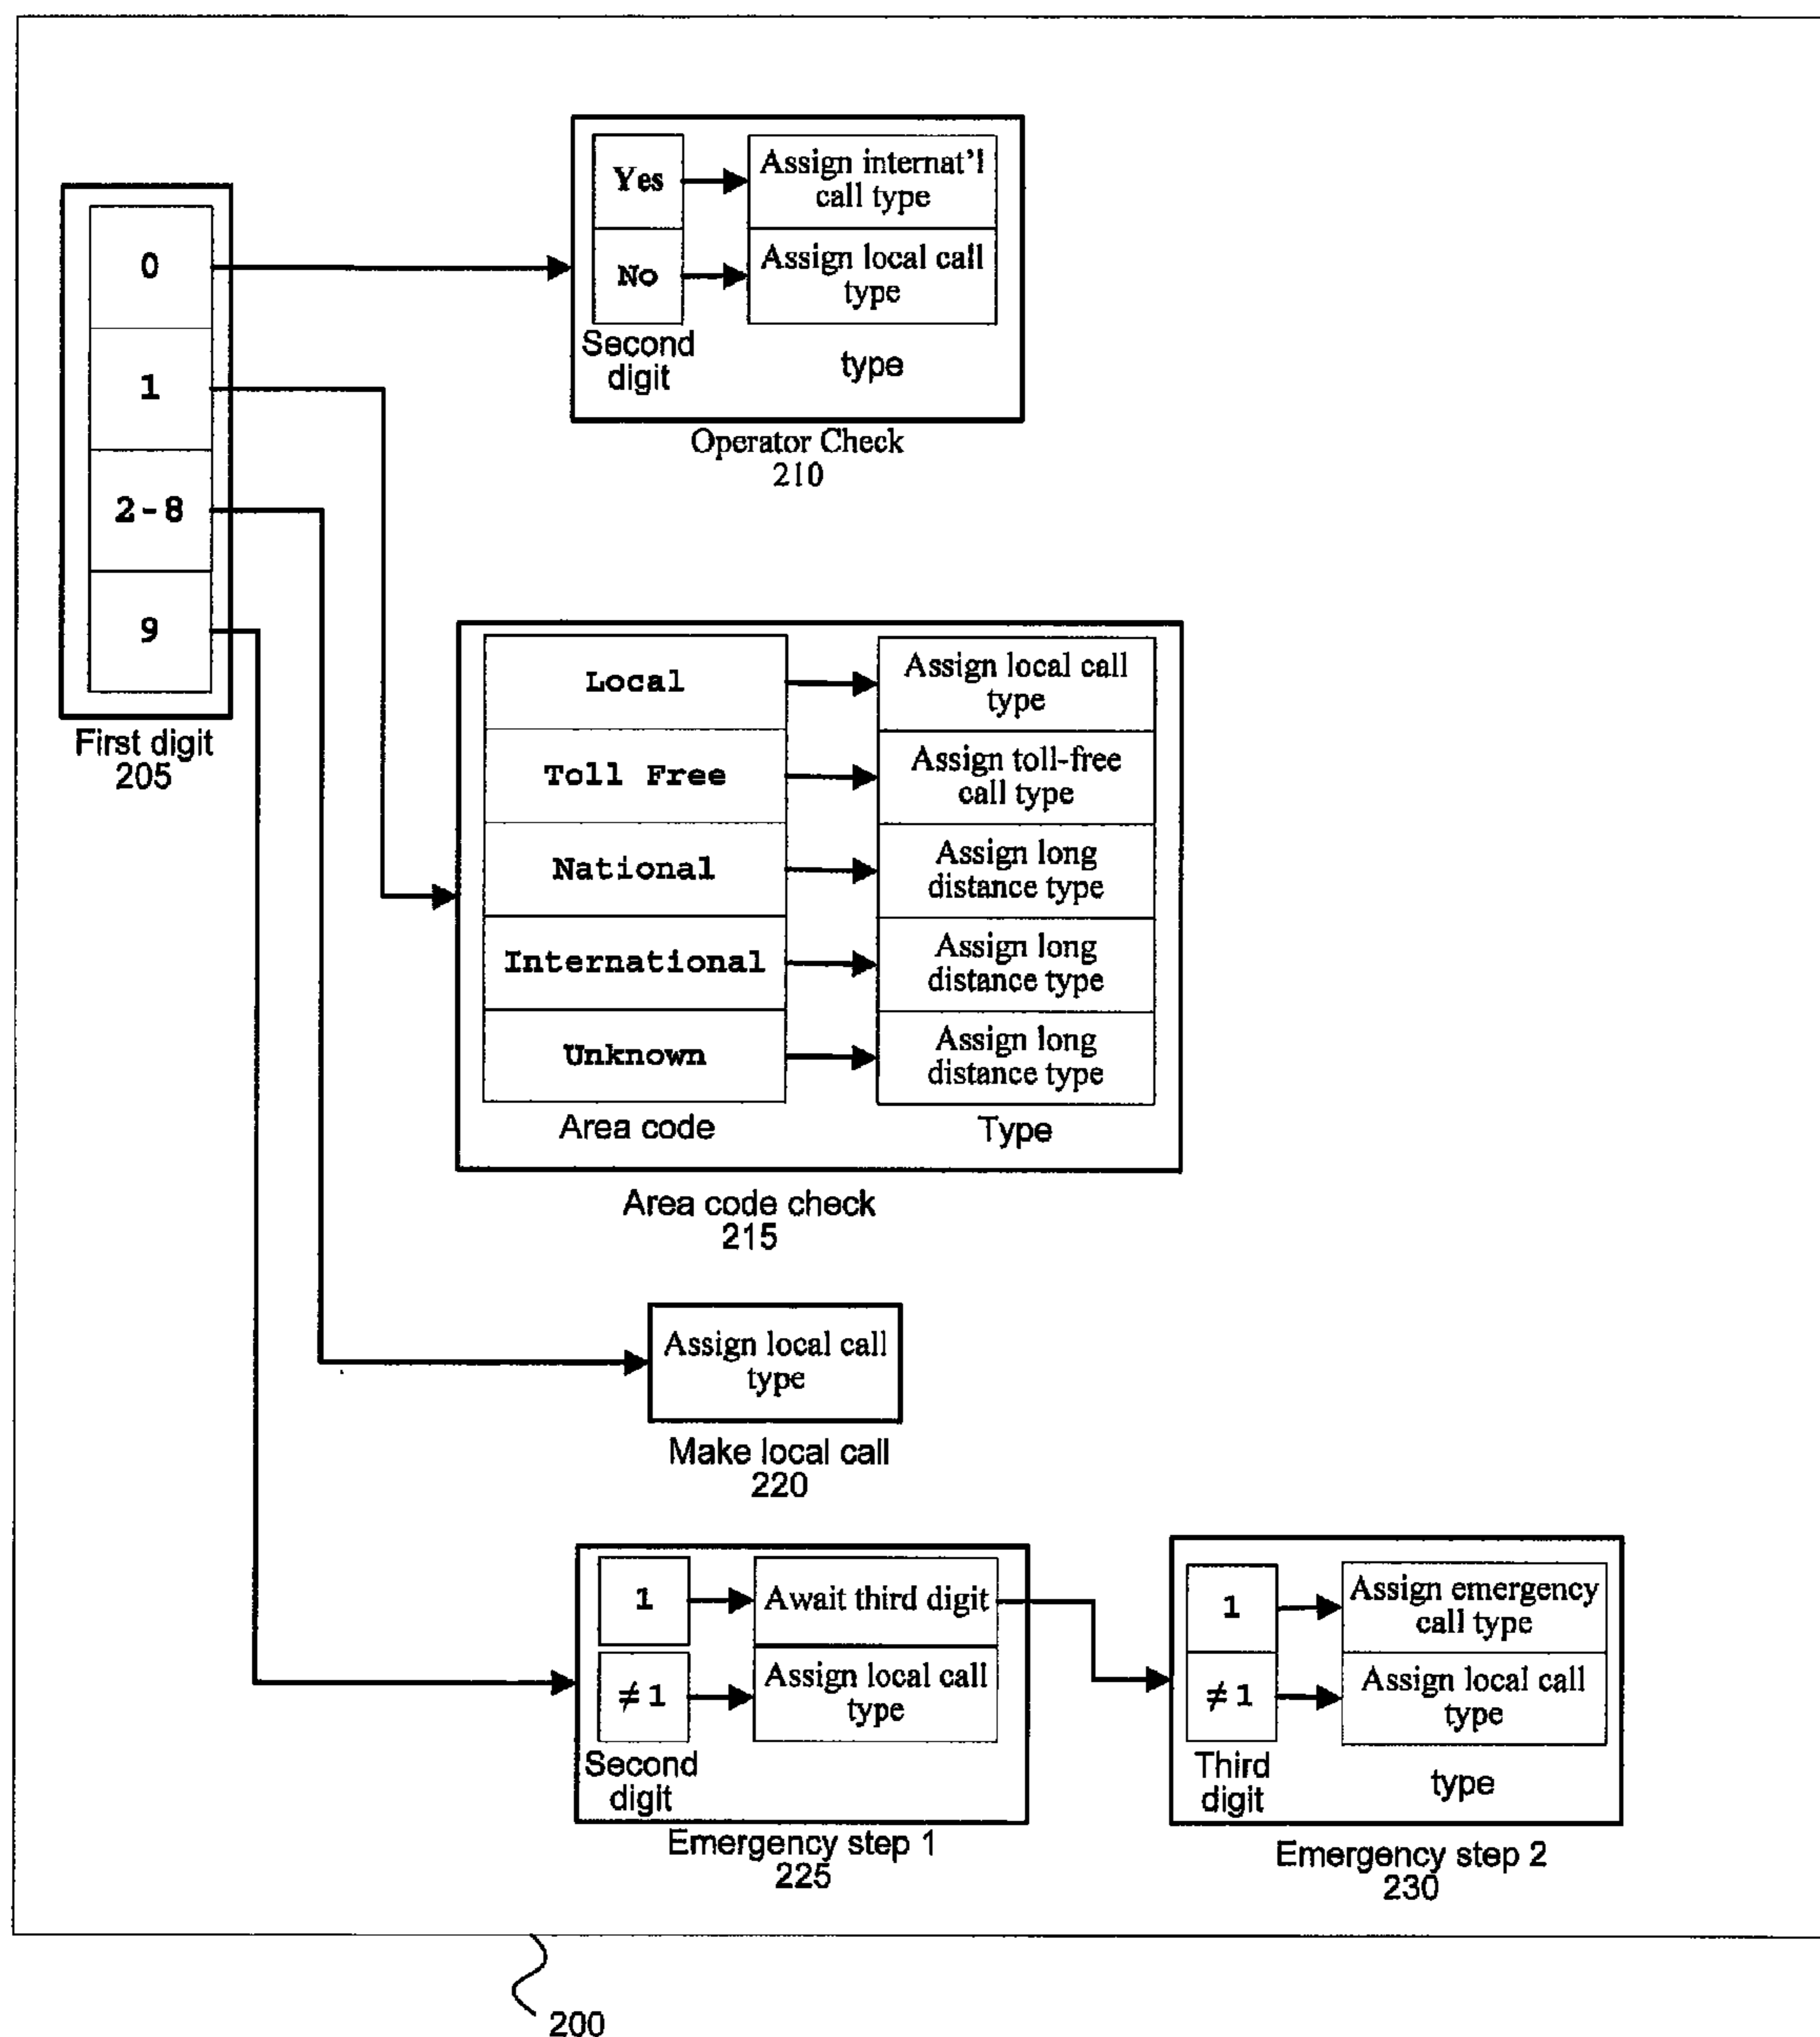 0
1
2-8
9
First digit
205
Yes
Assign internat'l
call type
No
Assign local call
type
Second
digit
type
Operator Check
210
Local
Assign local call
type
Toll Free
Assign toll-free
call type
National
Assign long
distance type
International
Assign long
distance type
Unknown
Assign long
distance type
Area code
Type
Area code check
215
Assign local call
type
Make local call
220
1
Await third digit
≠ 1
Assign local call
type
Second
digit
Emergency step 1
225
1
Assign emergency
call type
≠ 1
Assign local call
type
Third
digit
type
Emergency step 2
230
200